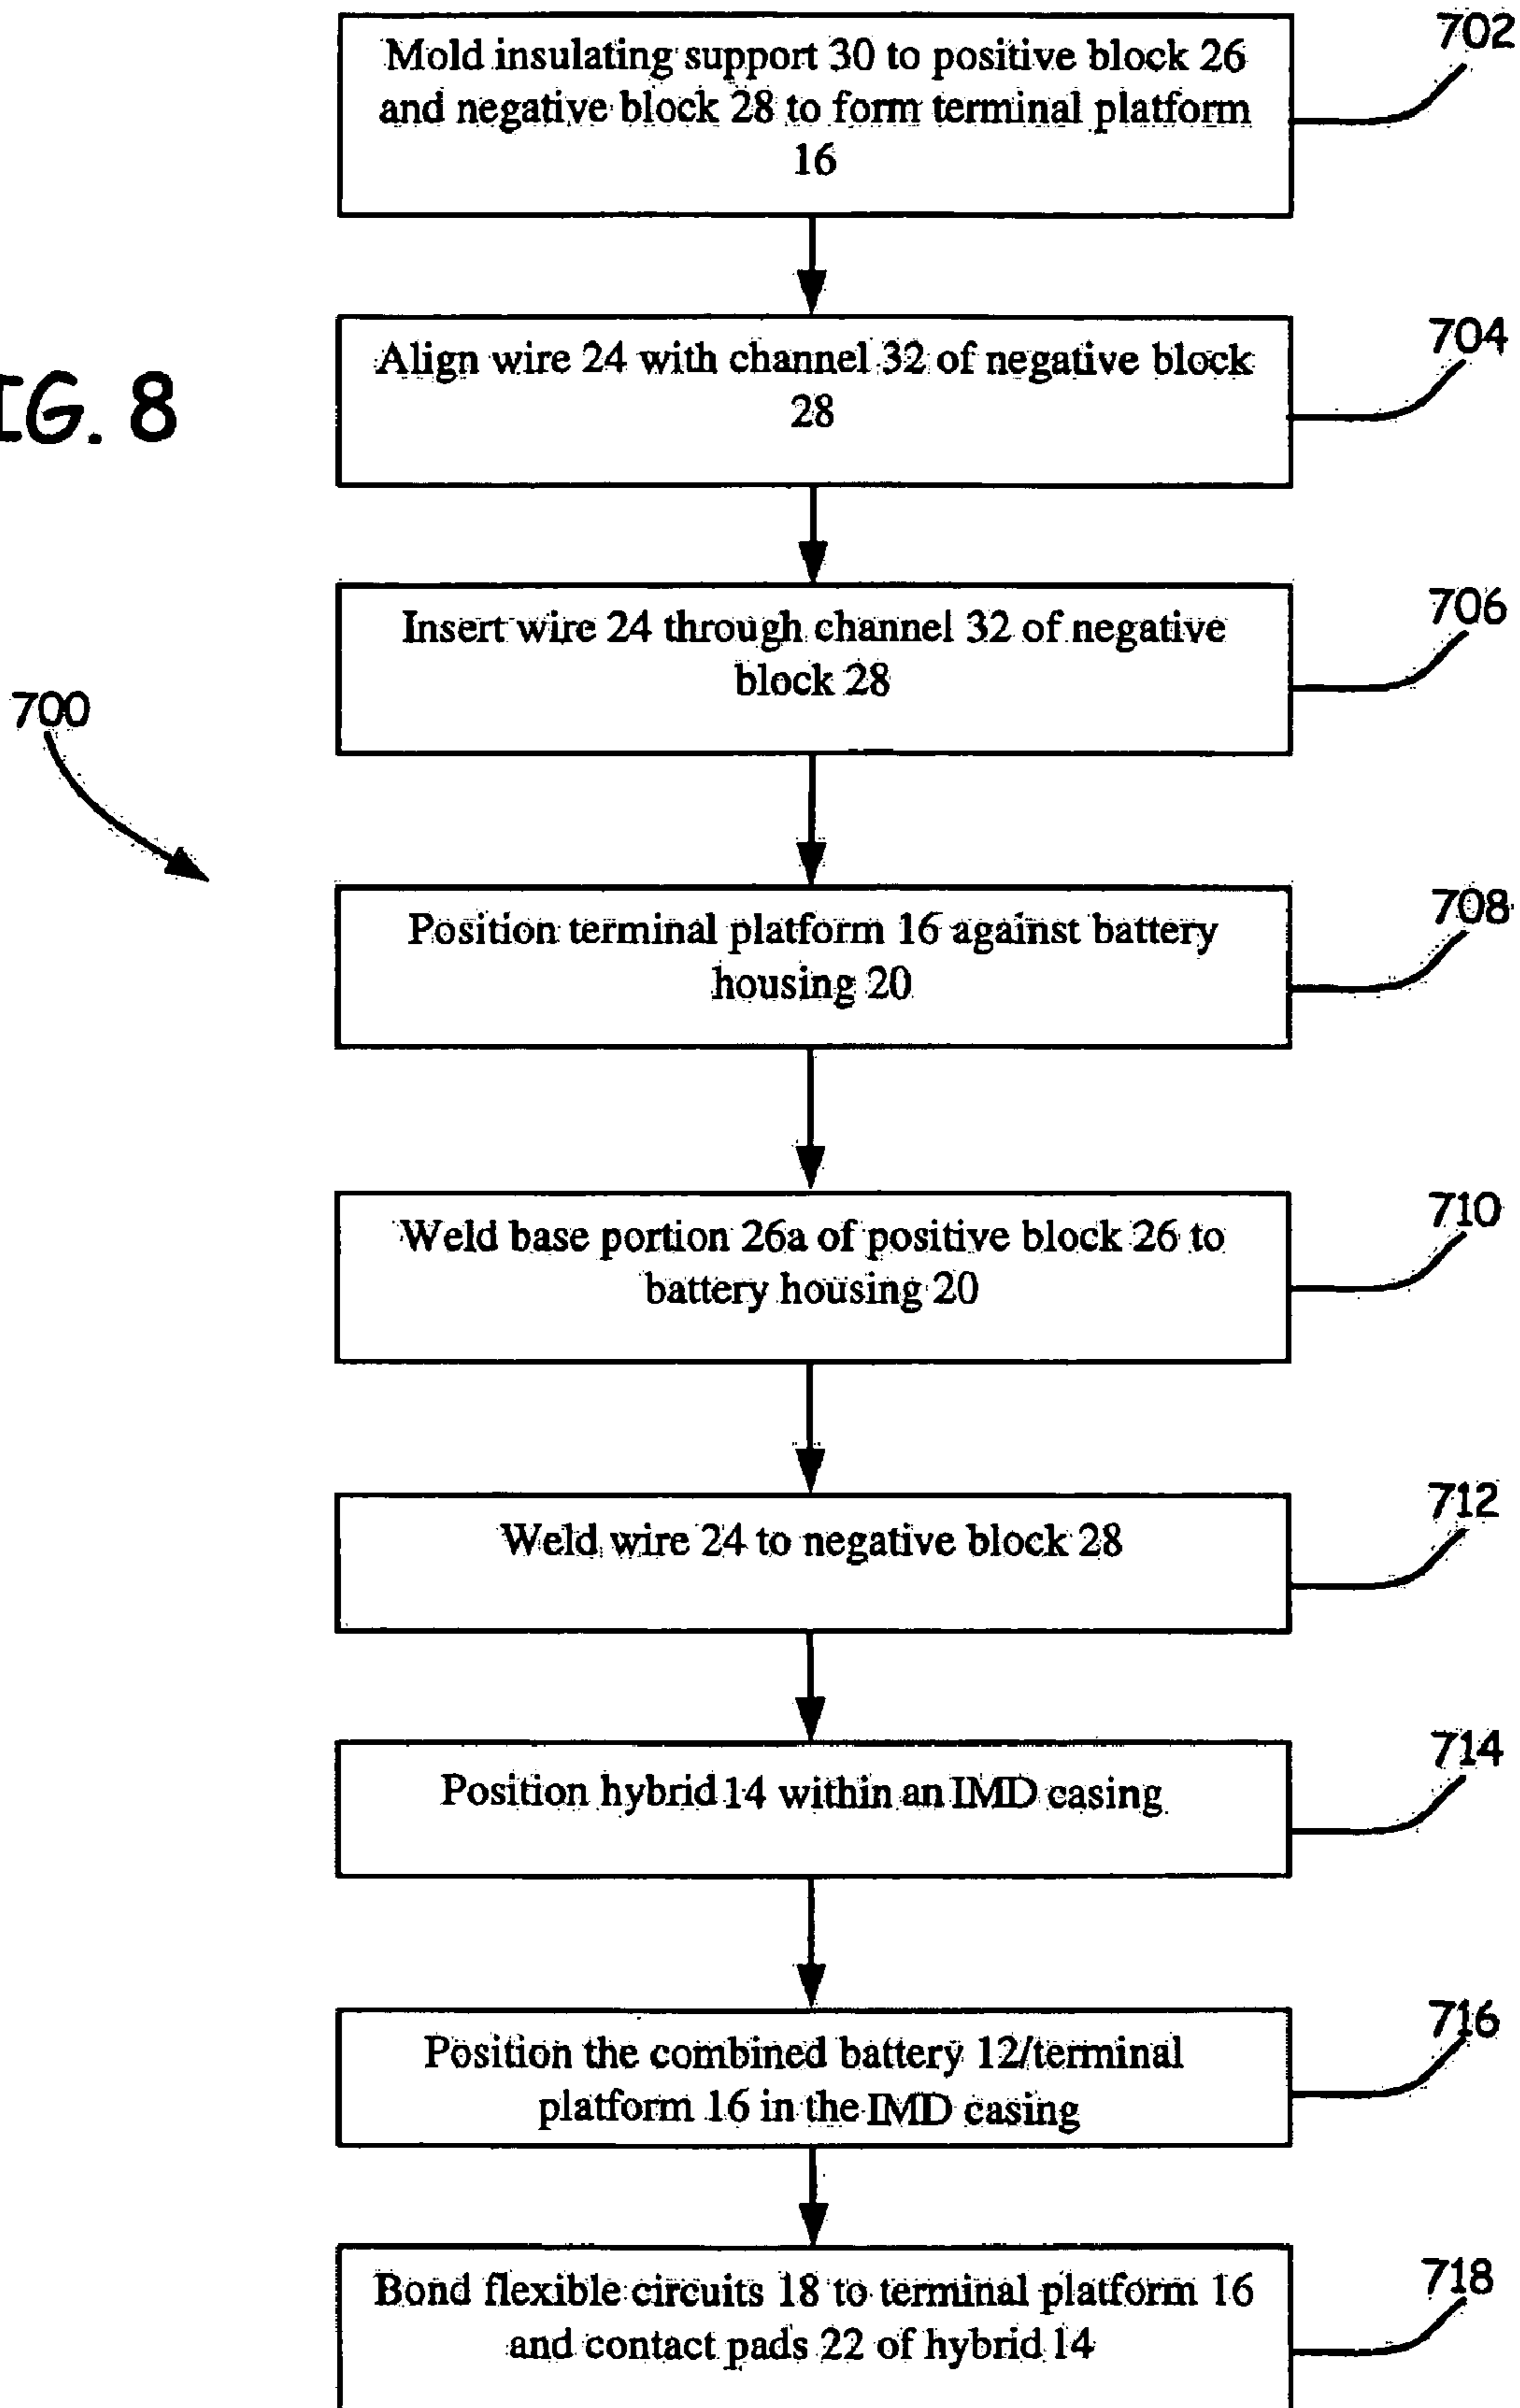 Mold insulating support 30 to positive block 26
and negative block 28 to form terminal platform
16
702
Align wire 24 with channel 32 of negative block
28
704
IG. 8
Insert wire 24 through channel 32 of negative
block 28
706
700
Position terminal platform 16 against battery
housing 20
708
Weld base portion 26a of positive block 26 to
battery housing 20
710
Weld wire 24 to negative block 28
712
Position hybrid 14 within an IMD casing
714
Position the combined battery 12/terminal
platform 16 in the IMD casing
716
Bond flexible circuits 18 to terminal platform 16
and contact pads 22 of hybrid 14
718